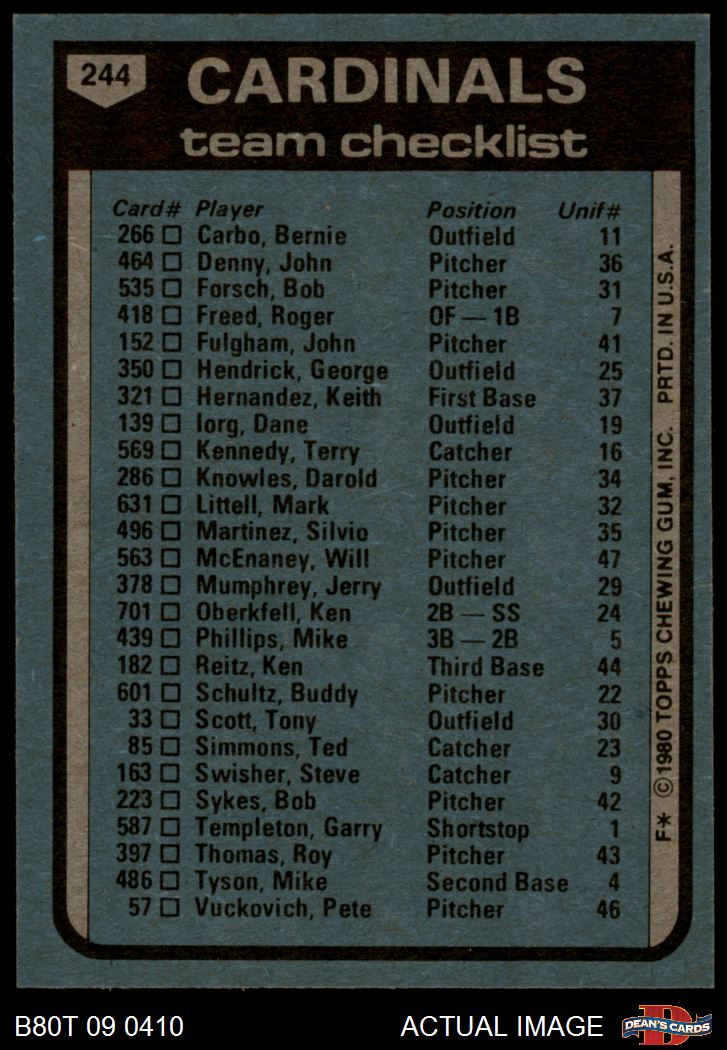 244
CARDINALS
team checklist
Card# Player Position Unif#
266 Carbo, Bernie Outfield 11
464 Denny, John Pitcher 36
535 Forsch, Bob Pitcher 31
418 Freed, Roger OF — 1B 7
152 Fulgham, John Pitcher 41
350 Hendrick, George Outfield 25
321 Hernandez, Keith First Base 37
139 Iorg, Dane Outfield 19
569 Kennedy, Terry Catcher 16
286 Knowles, Darold Pitcher 34
631 Littell, Mark Pitcher 32
496 Martinez, Silvio Pitcher 35
563 McEnaney, Will Pitcher 47
378 Mumphrey, Jerry Outfield 29
701 Oberkfell, Ken 2B — SS 24
439 Phillips, Mike 3B — 2B 5
182 Reitz, Ken Third Base 44
601 Schultz, Buddy Pitcher 22
33 Scott, Tony Outfield 30
85 Simmons, Ted Catcher 23
163 Swisher, Steve Catcher 9
223 Sykes, Bob Pitcher 42
587 Templeton, Garry Shortstop 1
397 Thomas, Roy Pitcher 43
486 Tyson, Mike Second Base 4
57 Vuckovich, Pete Pitcher 46
F* © 1980 TOPPS CHEWING GUM, INC. PRTD. IN U.S.A.
B80T 09 0410 ACTUAL IMAGE
D
DEAN'S CARDS